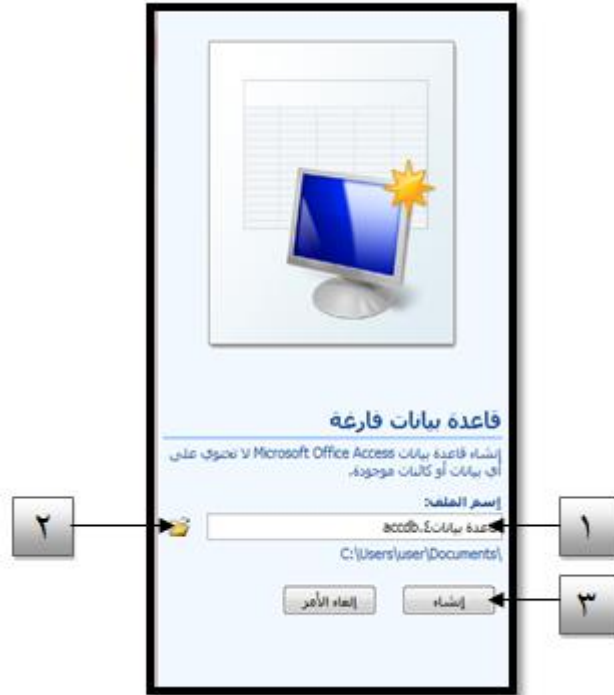 قاعدة بيانات فارغة
إنشاء قاعدة بيانات Microsoft Office Access لا تحتوي على
أي بيانات أو كائنات موجودة.
إسم الملف:
قاعدة بيانات٤.accdb
C:\Users\user\Documents\
إنشاء
إلغاء الأمر
١
٢
٣